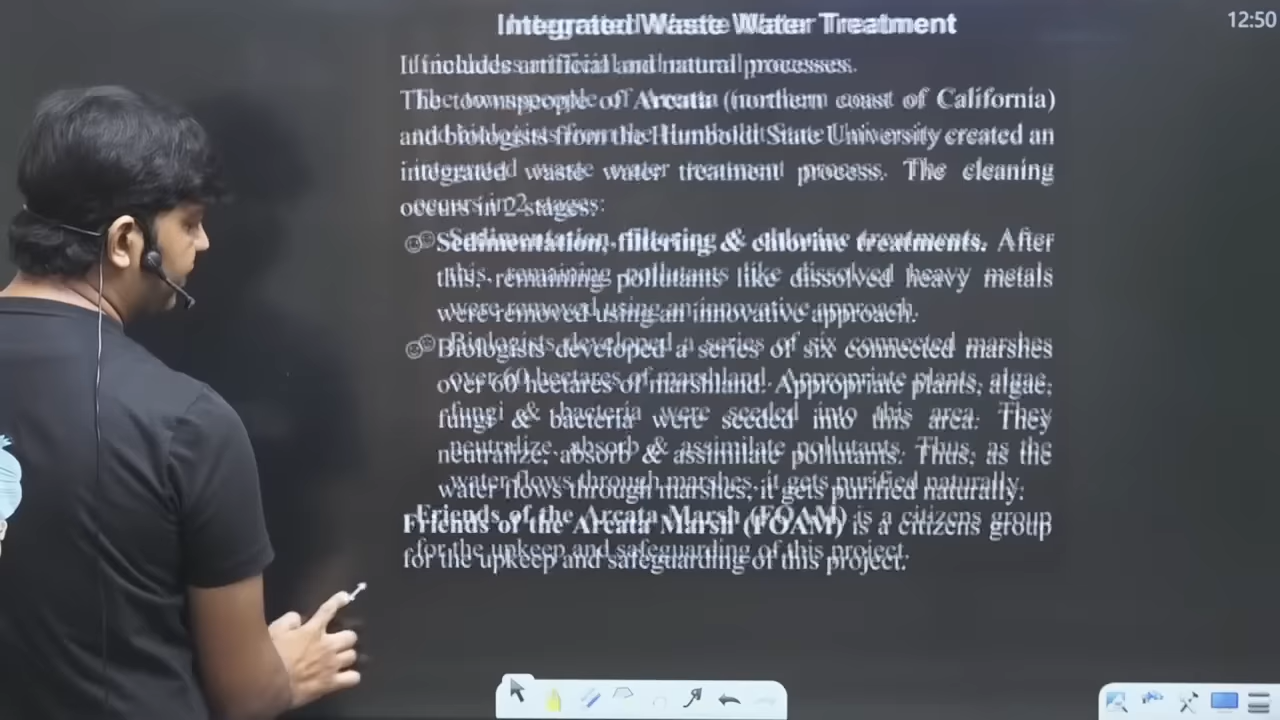 12:50
Integrated Waste Water Treatment
It includes artificial and natural processes.
The townspeople of Arcata (northern coast of California)
and biologists from the Humboldt State University created an
integrated waste water treatment process. The cleaning
occurs in 2 stages:
Sedimentation, filtering & chlorine treatments. After
this, remaining pollutants like dissolved heavy metals
were removed using an innovative approach.
Biologists developed a series of six connected marshes
over 60 hectares of marshland. Appropriate plants, algae,
fungi & bacteria were seeded into this area. They
neutralize, absorb & assimilate pollutants. Thus, as the
water flows through marshes, it gets purified naturally.
Friends of the Arcata Marsh (FOAM) is a citizens group
for the upkeep and safeguarding of this project.